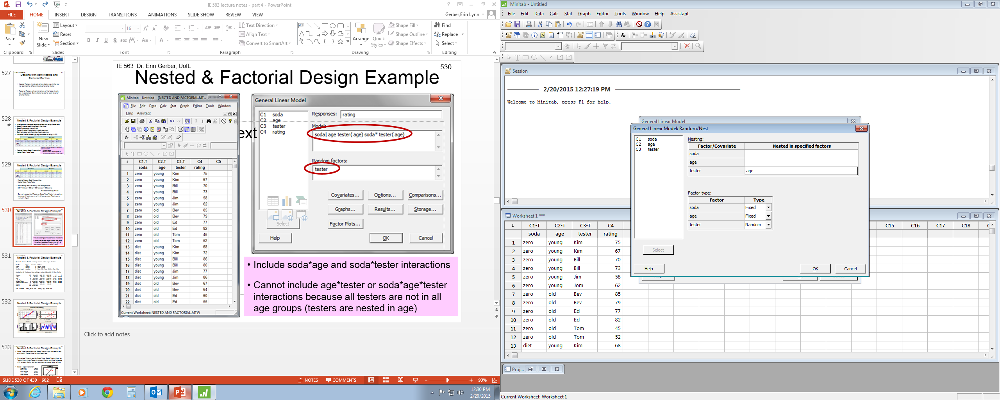 IE 563 lecture notes - part 4 - PowerPoint
FILE HOME INSERT DESIGN TRANSITIONS ANIMATIONS SLIDE SHOW REVIEW VIEW
Gerber,Erin Lynn
Paste
New Slide
Layout
Reset
Section
16
B I U S abc AV Aa A
Text Direction
Align Text
Convert to SmartArt
Arrange
Quick Styles
Shape Fill
Shape Outline
Shape Effects
Find
Replace
Select
Clipboard Slides Font Paragraph Drawing Editing
527
Designs with both Nested and
Factorial Factors
528
Nested & Factorial Design Example
529
Nested & Factorial Design Example
530
Nested & Factorial Design Example
531
Nested & Factorial Design Example
532
Nested & Factorial Design Example
533
Nested & Factorial Design Example
IE 563 Dr. Erin Gerber, UofL
530
Nested & Factorial Design Example
ext
Minitab - Untitled - [NESTED AND FACTORIAL.MT...
File Edit Data Calc Stat Graph Editor Tools Window
Help Assistant
C1-T C2-T C3-T C4 C5
soda age tester rating
1 zero young Kim 75
2 zero young Kim 67
3 zero young Bill 70
4 zero young Bill 73
5 zero young Jim 58
6 zero young Jim 62
7 zero old Bev 85
8 zero old Bev 79
9 zero old Ed 77
10 zero old Ed 82
11 zero old Tom 45
12 zero old Tom 52
13 diet young Kim 68
14 diet young Kim 72
15 diet young Bill 86
16 diet young Bill 80
17 diet young Jim 77
18 diet young Jim 86
19 diet old Bev 67
20 diet old Bev 64
21 diet old Ed 60
22 diet old Ed 55
Current Worksheet: NESTED AND FACTORIAL.MTW
General Linear Model
C1 soda
C2 age
C3 tester
C4 rating
Responses: rating
Model:
soda| age tester( age) soda* tester( age)
Random factors:
tester
Covariates... Options... Comparisons...
Graphs... Results... Storage...
Select
Factor Plots...
Help OK Cancel
• Include soda*age and soda*tester interactions
• Cannot include age*tester or soda*age*tester
interactions because all testers are not in all
age groups (testers are nested in age)
Click to add notes
SLIDE 530 OF 430 .. 602
NOTES COMMENTS 93%
12:30 PM
2/20/2015
Minitab - Untitled
File Edit Data Calc Stat Graph Editor Tools Window Help Assistant
Session
2/20/2015 12:27:19 PM
Welcome to Minitab, press F1 for help.
General Linear Model
General Linear Model: Random/Nest
C1 soda
C2 age
C3 tester
Nesting:
Factor/Covariate Nested in specified factors
soda
age
tester age
Factor type:
Factor Type
soda Fixed
age Fixed
tester Random
Select
Help OK Cancel
Worksheet 1 ***
C1-T C2-T C3-T C4 C15 C16 C17 C18
soda age tester rating
1 zero young Kim 75
2 zero young Kim 67
3 zero young Bill 70
4 zero young Bill 73
5 zero young Jim 58
6 zero young Jom 62
7 zero old Bev 85
8 zero old Bev 79
9 zero old Ed 77
10 zero old Ed 82
11 zero old Tom 45
12 zero old Tom 52
13 diet young Kim 68
Proj...
Current Worksheet: Worksheet 1